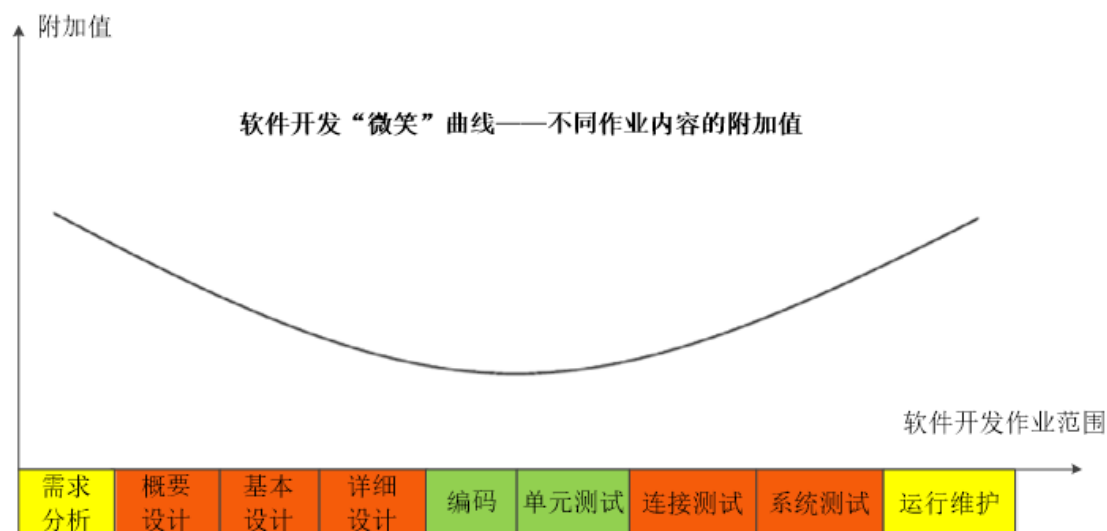 附加值
软件开发“微笑”曲线——不同作业内容的附加值
软件开发作业范围
需求
分析
概要
设计
基本
设计
详细
设计
编码
单元测试
连接测试
系统测试
运行维护